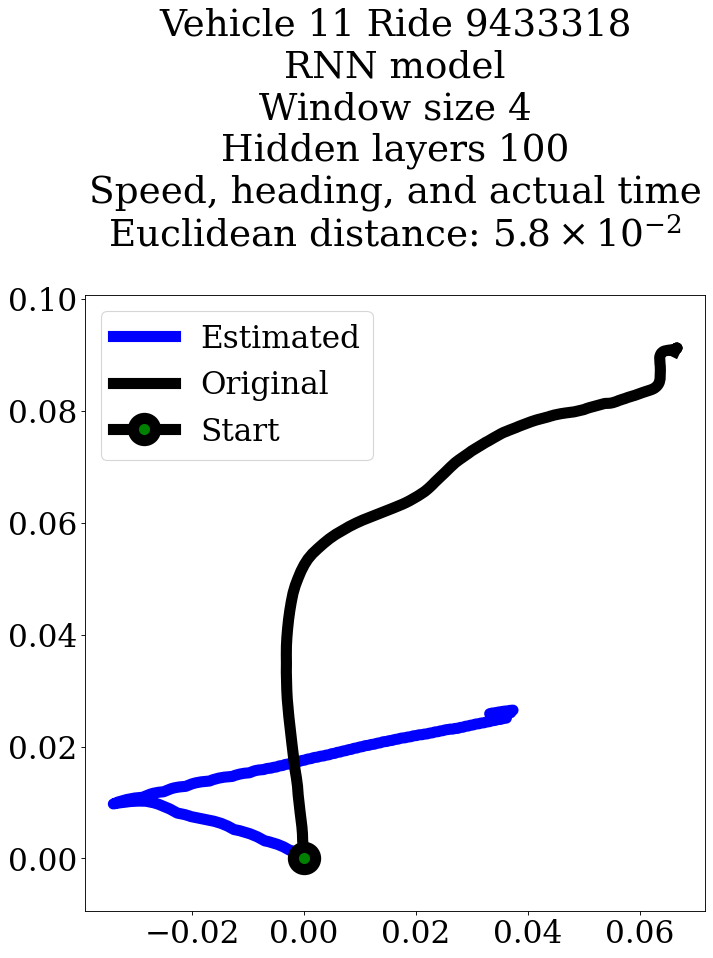 Vehicle 11 Ride 9433318
RNN model
Window size 4
Hidden layers 100
Speed, heading, and actual time
Euclidean distance: 5.8 × 10⁻²
Estimated
Original
Start
0.10
0.08
0.06
0.04
0.02
0.00
−0.02 0.00 0.02 0.04 0.06